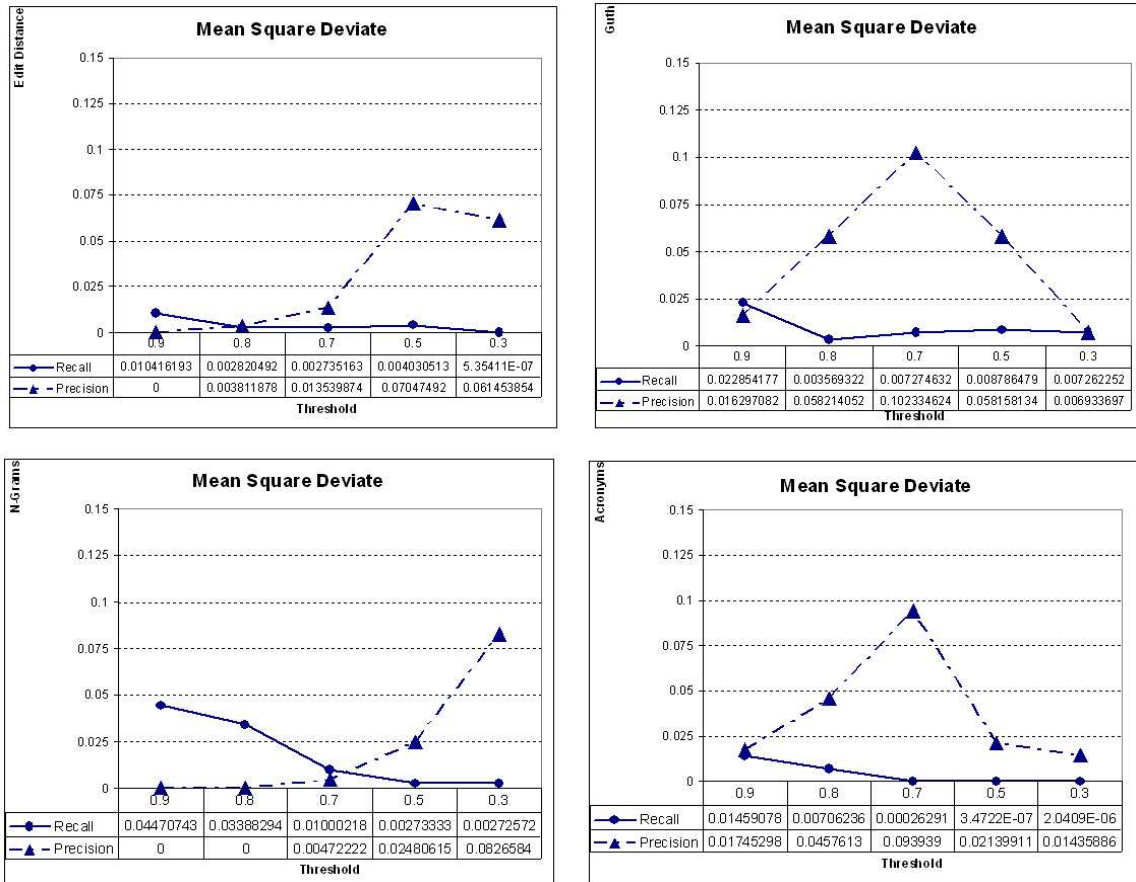 Edit Distance
Mean Square Deviate
0.15
0.125
0.1
0.075
0.05
0.025
0
0.9 0.8 0.7 0.5 0.3
Recall 0.010416193 0.002820492 0.002735163 0.004030513 5.35411E-07
Precision 0 0.003811878 0.013539874 0.07047492 0.061453854
Threshold
Guth
Mean Square Deviate
0.15
0.125
0.1
0.075
0.05
0.025
0
0.9 0.8 0.7 0.5 0.3
Recall 0.022854177 0.003569322 0.007274632 0.008786479 0.007262252
Precision 0.016297082 0.058214052 0.102334624 0.058158134 0.006933697
Threshold
N-Grams
Mean Square Deviate
0.15
0.125
0.1
0.075
0.05
0.025
0
0.9 0.8 0.7 0.5 0.3
Recall 0.04470743 0.03388294 0.01000218 0.00273333 0.00272572
Precision 0 0 0.00472222 0.02480615 0.0826584
Threshold
Acronyms
Mean Square Deviate
0.15
0.125
0.1
0.075
0.05
0.025
0
0.9 0.8 0.7 0.5 0.3
Recall 0.01459078 0.00706236 0.00026291 3.4722E-07 2.0409E-06
Precision 0.01745298 0.0457613 0.093939 0.02139911 0.01435886
Threshold